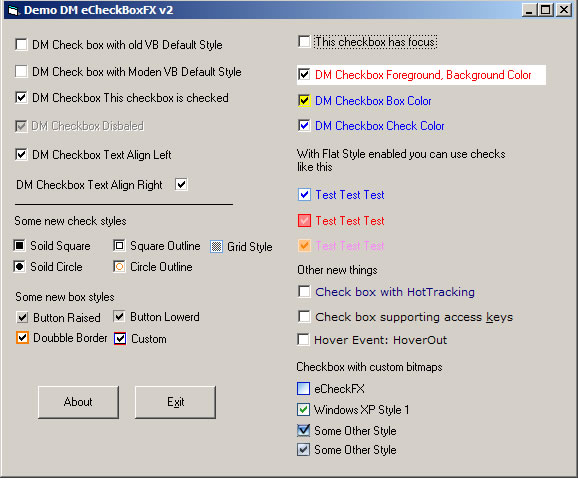 Demo DM eCheckBoxFX v2
DM Check box with old VB Default Style
DM Check box with Moden VB Default Style
DM Checkbox This checkbox is checked
DM Checkbox Disbaled
DM Checkbox Text Align Left
DM Checkbox Text Align Right
Some new check styles
Soild Square
Square Outline
Grid Style
Soild Circle
Circle Outline
Some new box styles
Button Raised
Button Lowerd
Doubble Border
Custom
About
Exit
This checkbox has focus
DM Checkbox Foreground, Background Color
DM Checkbox Box Color
DM Checkbox Check Color
With Flat Style enabled you can use checks
like this
Test Test Test
Test Test Test
Test Test Test
Other new things
Check box with HotTracking
Check box supporting access keys
Hover Event: HoverOut
Checkbox with custom bitmaps
eCheckFX
Windows XP Style 1
Some Other Style
Some Other Style